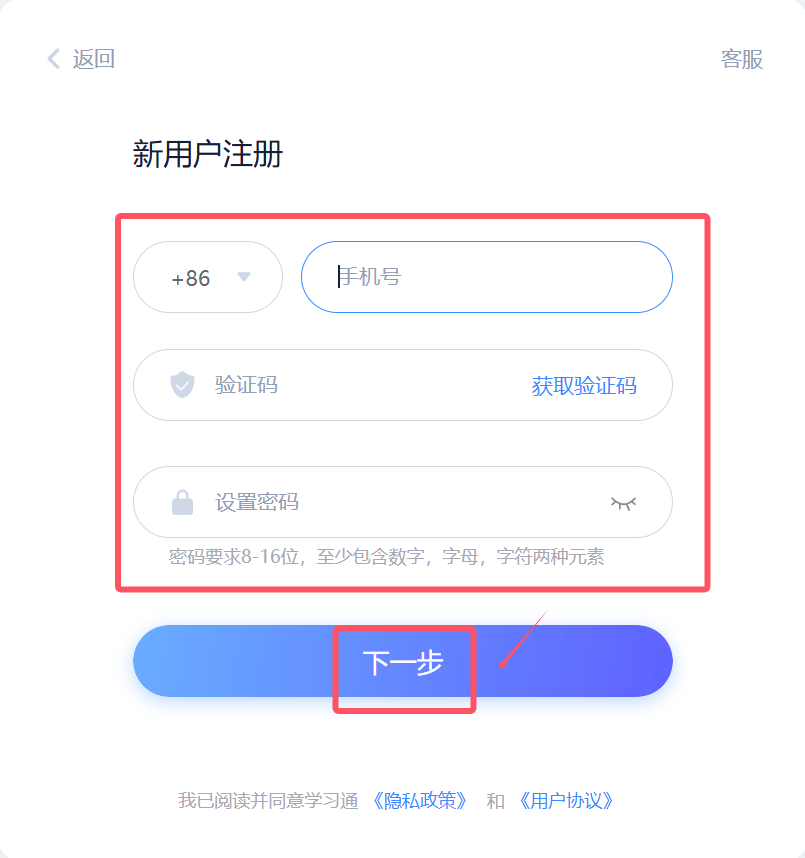 返回
客服
新用户注册
+86
手机号
验证码
获取验证码
设置密码
密码要求8-16位，至少包含数字，字母，字符两种元素
下一步
我已阅读并同意学习通《隐私政策》 和 《用户协议》